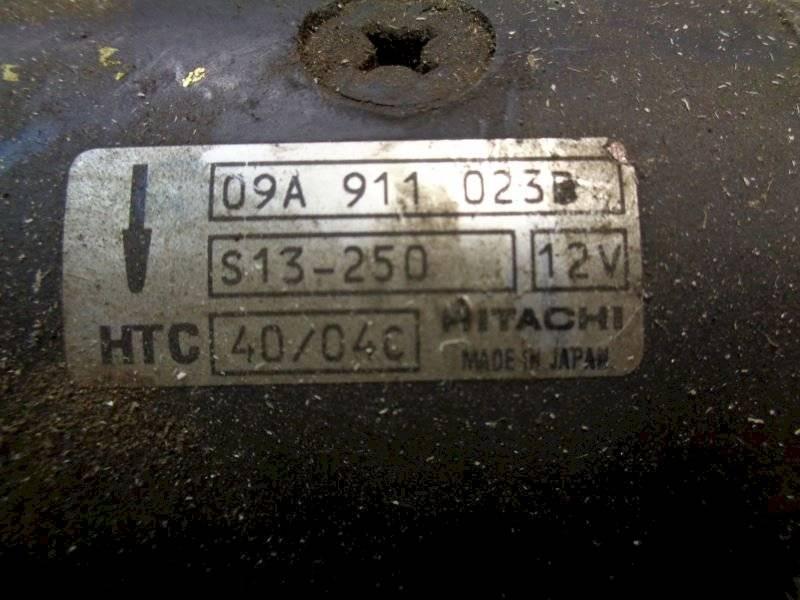 09A 911 023B
S13-250 12V
HTC 40/04C HITACHI
MADE IN JAPAN